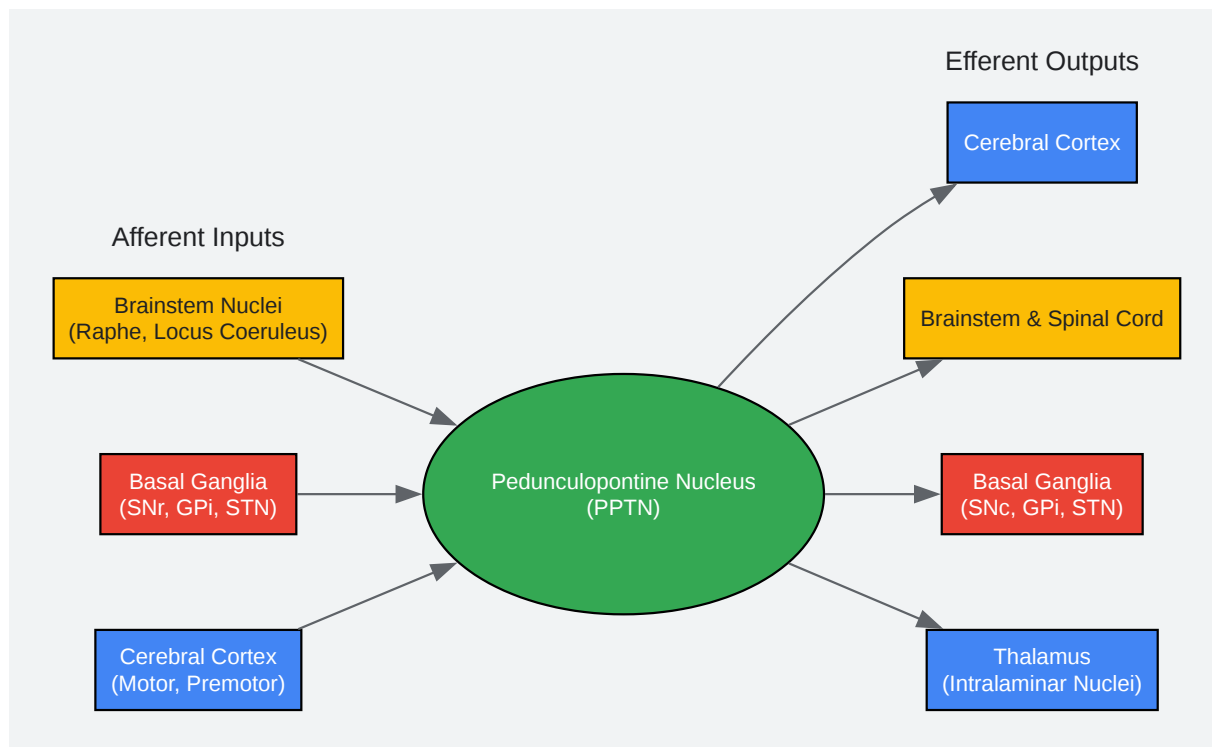 Afferent Inputs
Brainstem Nuclei
(Raphe, Locus Coeruleus)
Basal Ganglia
(SNr, GPi, STN)
Cerebral Cortex
(Motor, Premotor)
Pedunculopontine Nucleus
(PPTN)
Efferent Outputs
Cerebral Cortex
Brainstem & Spinal Cord
Basal Ganglia
(SNc, GPi, STN)
Thalamus
(Intralaminar Nuclei)